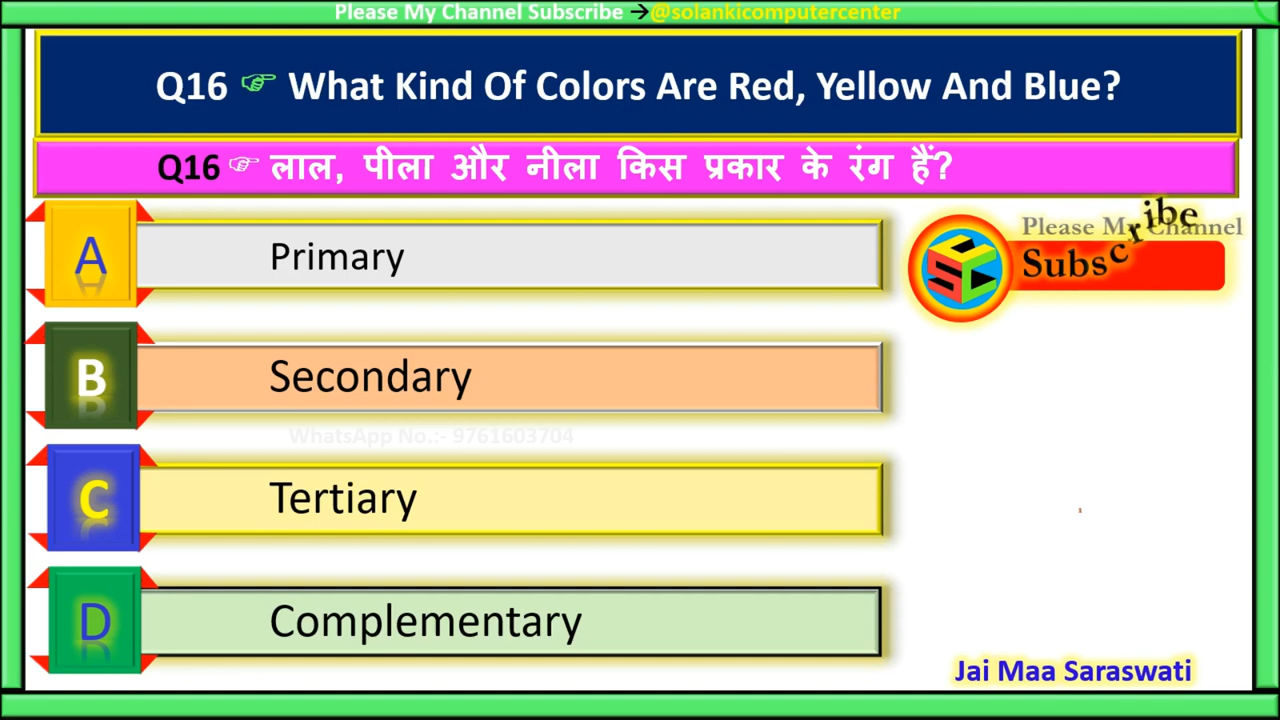 Please My Channel Subscribe →@solankicomputercenter
Q16 ☞ What Kind Of Colors Are Red, Yellow And Blue?
Q16 ☞ लाल, पीला और नीला किस प्रकार के रंग हैं?
A Primary
Please My Channel
Subscribe
SCC
B Secondary
WhatsApp No.:- 9761603704
C Tertiary
D Complementary
Jai Maa Saraswati